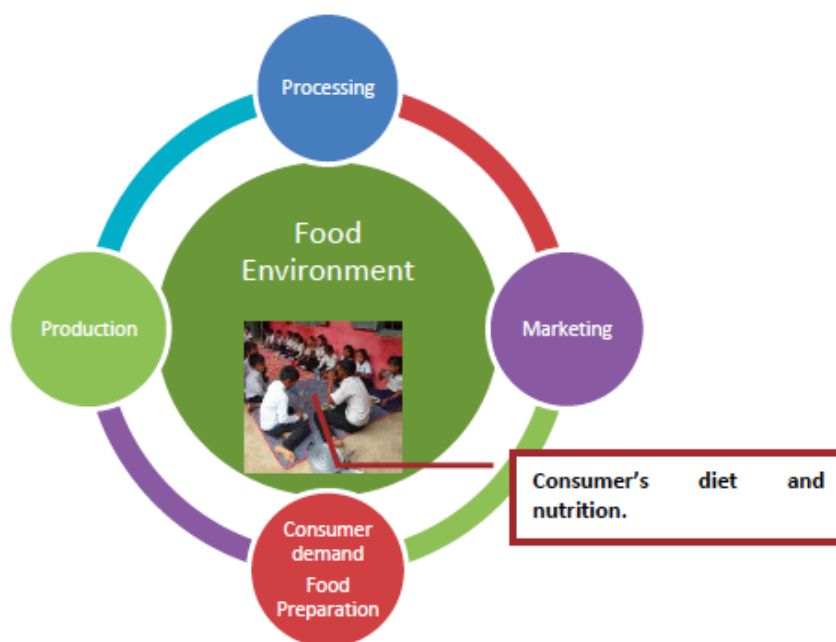 Processing
Food
Environment
Production
Marketing
Consumer's diet and
nutrition.
Consumer
demand
Food
Preparation